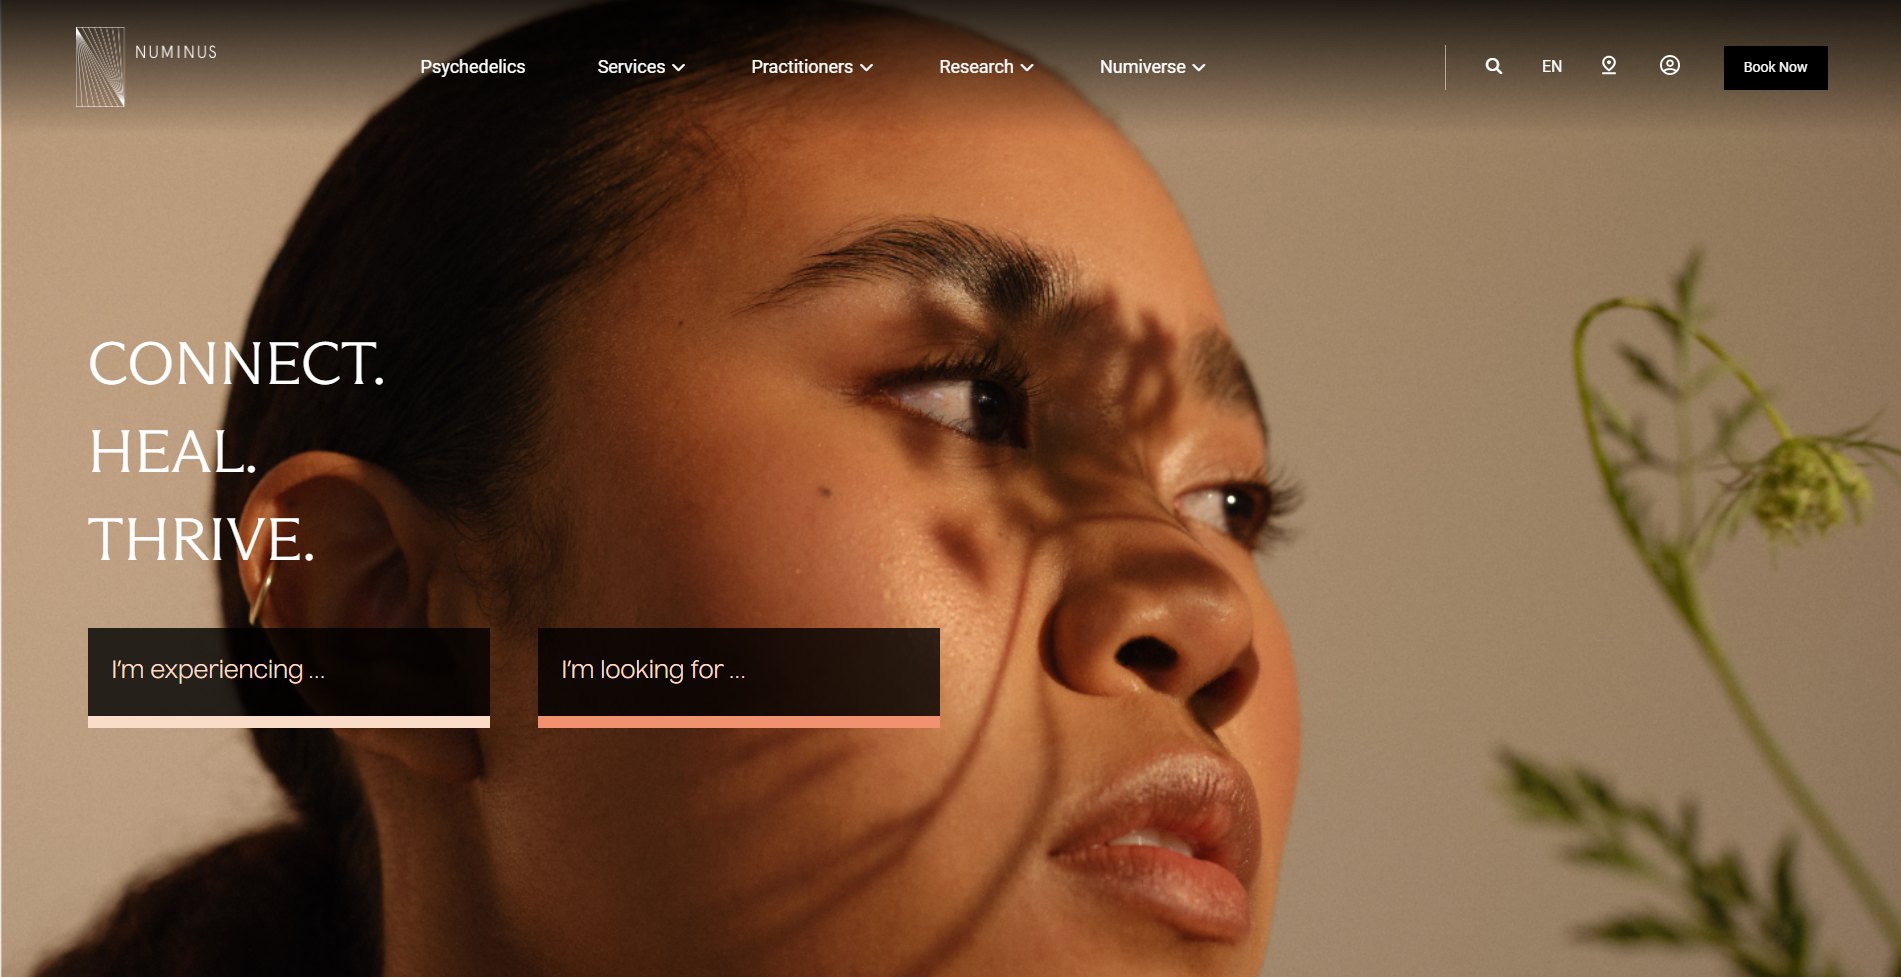 NUMINUS
Psychedelics
Services
Practitioners
Research
Numiverse
EN
Book Now
CONNECT.
HEAL.
THRIVE.
I'm experiencing ...
I'm looking for ...